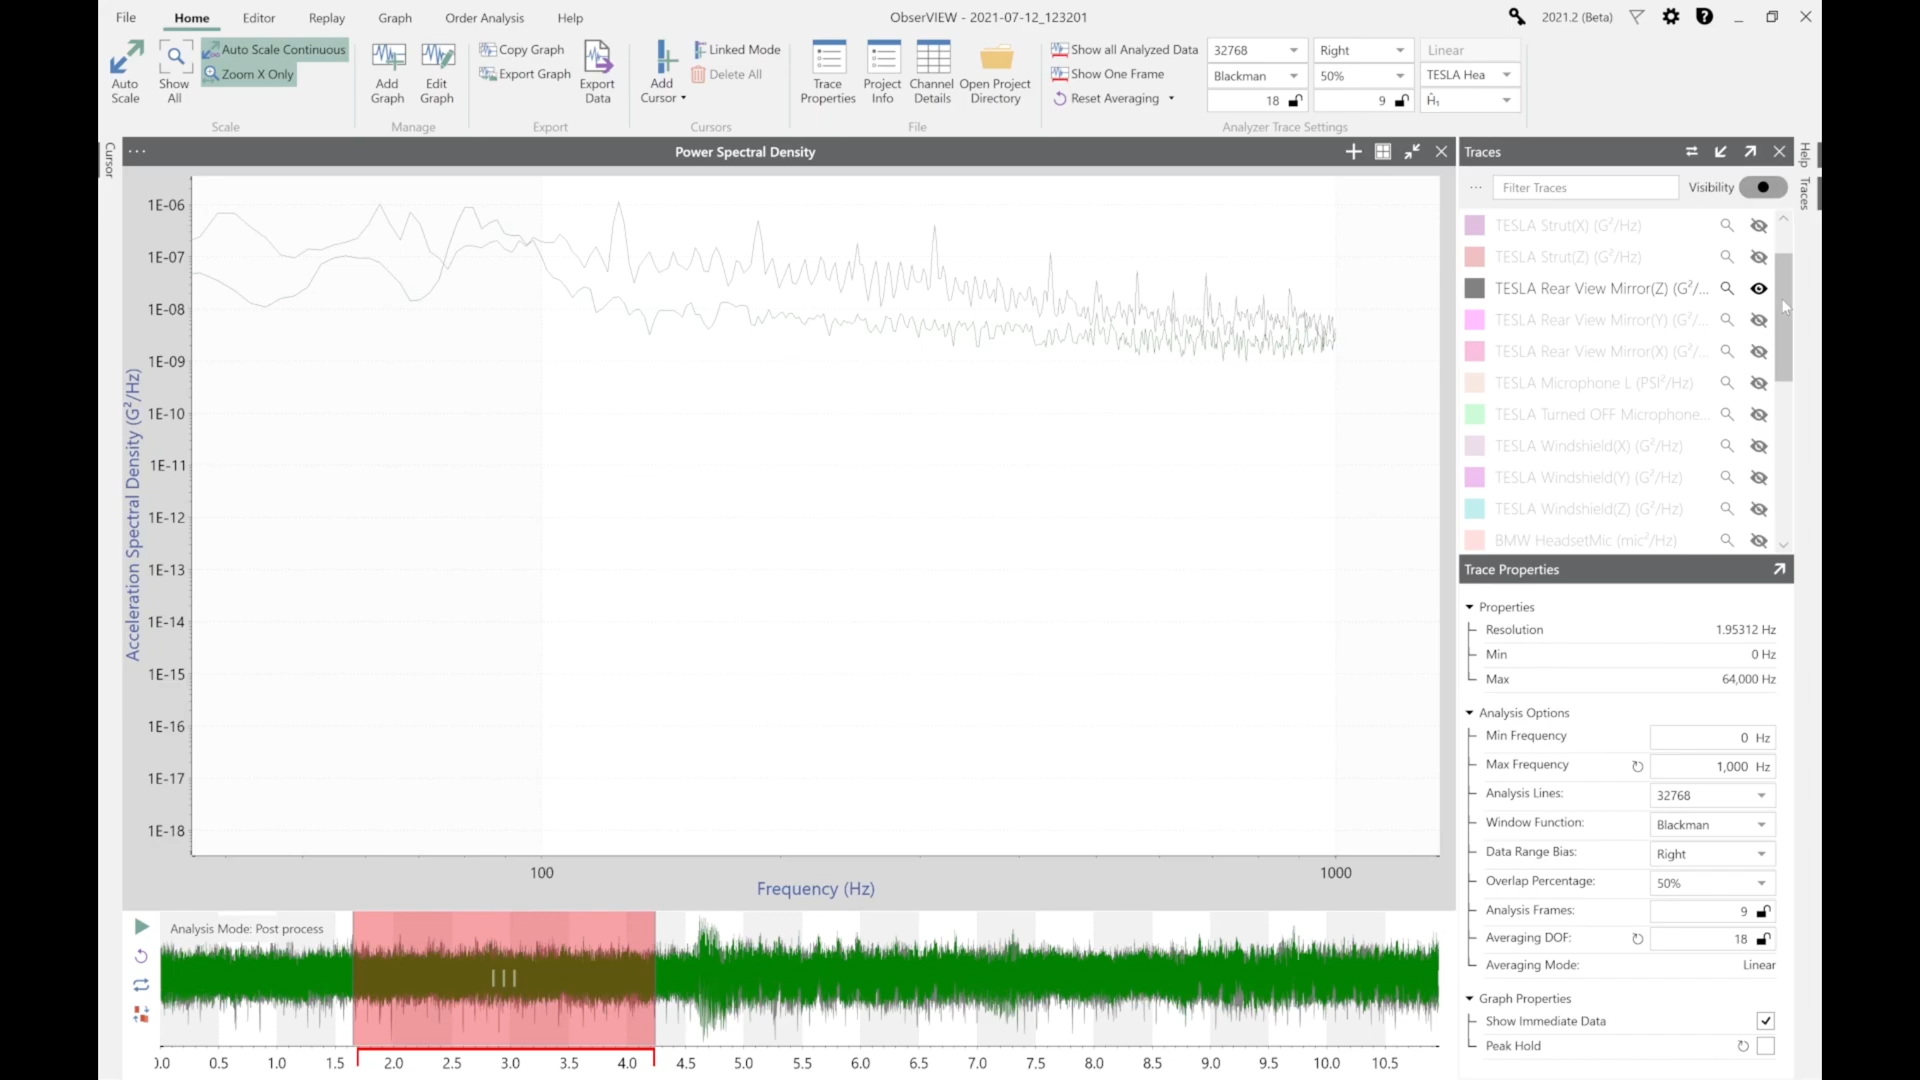 File Home Editor Replay Graph Order Analysis Help
ObserVIEW - 2021-07-12_123201
2021.2 (Beta)
Auto Scale
Show All
Auto Scale Continuous
Zoom X Only
Scale
Add Graph
Edit Graph
Manage
Copy Graph
Export Graph
Export Data
Export
Add Cursor
Linked Mode
Delete All
Cursors
Trace Properties
Project Info
Channel Details
Open Project Directory
File
Show all Analyzed Data
Show One Frame
Reset Averaging
32768 Right Linear
Blackman 50% TESLA Hea
18 9 Ĥ₁
Analyzer Trace Settings
Cursor
Power Spectral Density
Acceleration Spectral Density (G²/Hz)
1E-06
1E-07
1E-08
1E-09
1E-10
1E-11
1E-12
1E-13
1E-14
1E-15
1E-16
1E-17
1E-18
100 1000
Frequency (Hz)
Analysis Mode: Post process
0.0 0.5 1.0 1.5 2.0 2.5 3.0 3.5 4.0 4.5 5.0 5.5 6.0 6.5 7.0 7.5 8.0 8.5 9.0 9.5 10.0 10.5
Traces
Help
Traces
Filter Traces Visibility
TESLA Strut(X) (G²/Hz)
TESLA Strut(Z) (G²/Hz)
TESLA Rear View Mirror(Z) (G²/...
TESLA Rear View Mirror(Y) (G²/...
TESLA Rear View Mirror(X) (G²/...
TESLA Microphone L (PSI²/Hz)
TESLA Turned OFF Microphone...
TESLA Windshield(X) (G²/Hz)
TESLA Windshield(Y) (G²/Hz)
TESLA Windshield(Z) (G²/Hz)
BMW HeadsetMic (mic²/Hz)
Trace Properties
Properties
Resolution 1.95312 Hz
Min 0 Hz
Max 64,000 Hz
Analysis Options
Min Frequency 0 Hz
Max Frequency 1,000 Hz
Analysis Lines: 32768
Window Function: Blackman
Data Range Bias: Right
Overlap Percentage: 50%
Analysis Frames: 9
Averaging DOF: 18
Averaging Mode: Linear
Graph Properties
Show Immediate Data
Peak Hold